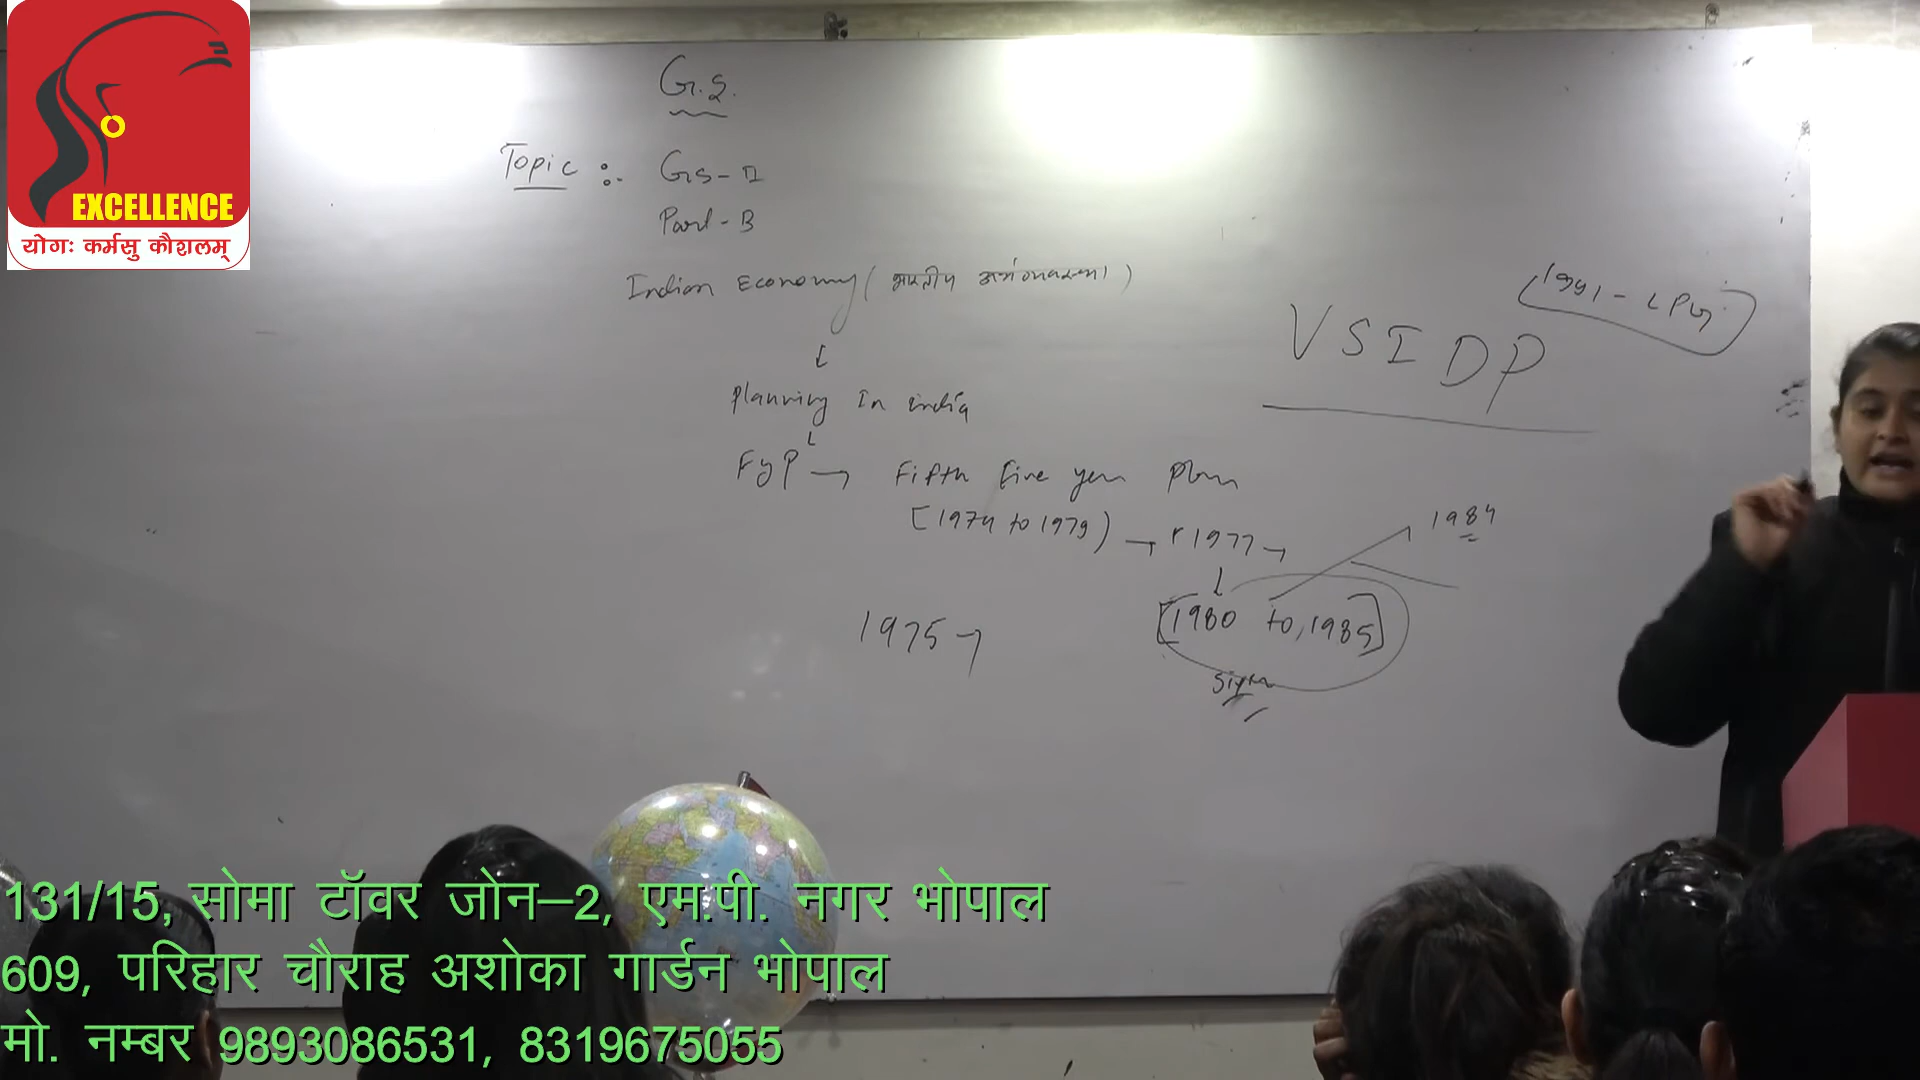 EXCELLENCE
योगः कर्मसु कौशलम्
G.S.
Topic :- GS-II
Part-B
Indian Economy (भारतीय अर्थव्यवस्था)
Planning In india
FYP → Fifth five year plan
[1974 to 1979) → 1977 →
1984
[1980 to 1985]
1975 →
VSIDP
1991 - LPG
131/15, सोमा टॉवर जोन–2, एम.पी. नगर भोपाल
609, परिहार चौराह अशोका गार्डन भोपाल
मो. नम्बर 9893086531, 8319675055